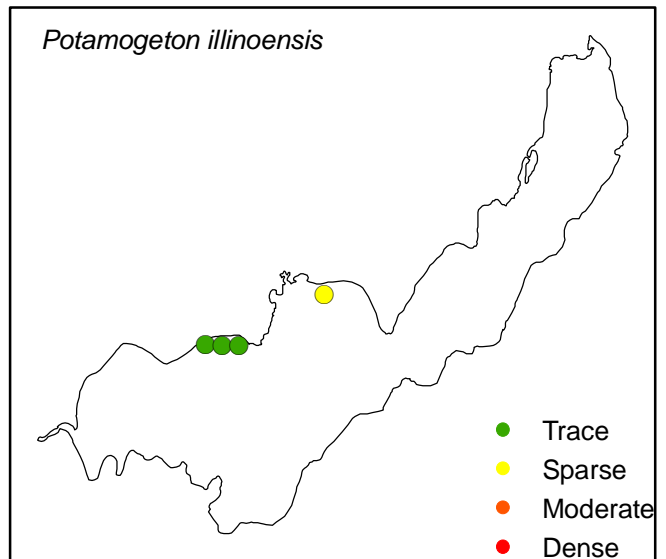 Potamogeton illinoensis
Trace
Sparse
Moderate
Dense